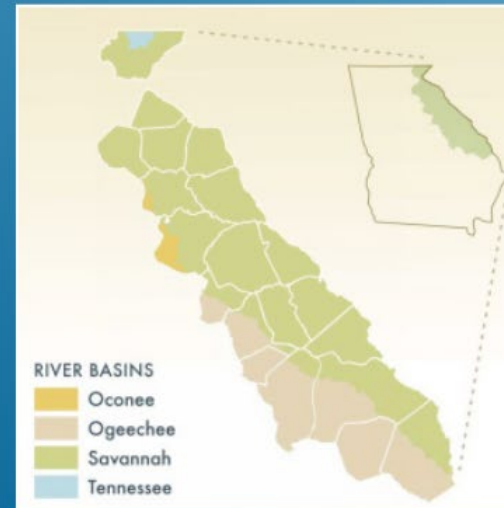 RIVER BASINS
Oconee
Ogeechee
Savannah
Tennessee